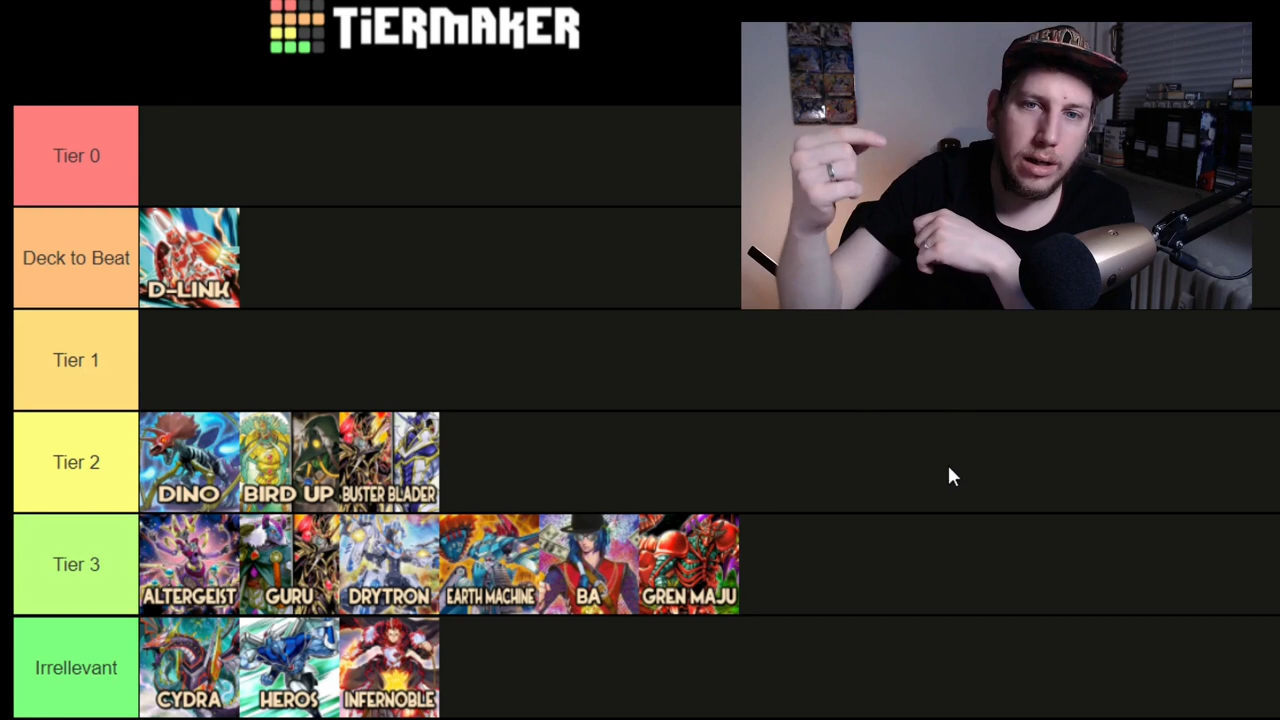 TiERMAKER
Tier 0
Deck to Beat
D-LINK
Tier 1
Tier 2
DINO
BIRD UP
BUSTER BLADER
Tier 3
ALTERGEIST
GURU
DRYTRON
EARTH MACHINE
BA
GREN MAJU
Irrellevant
CYDRA
HEROS
INFERNOBLE